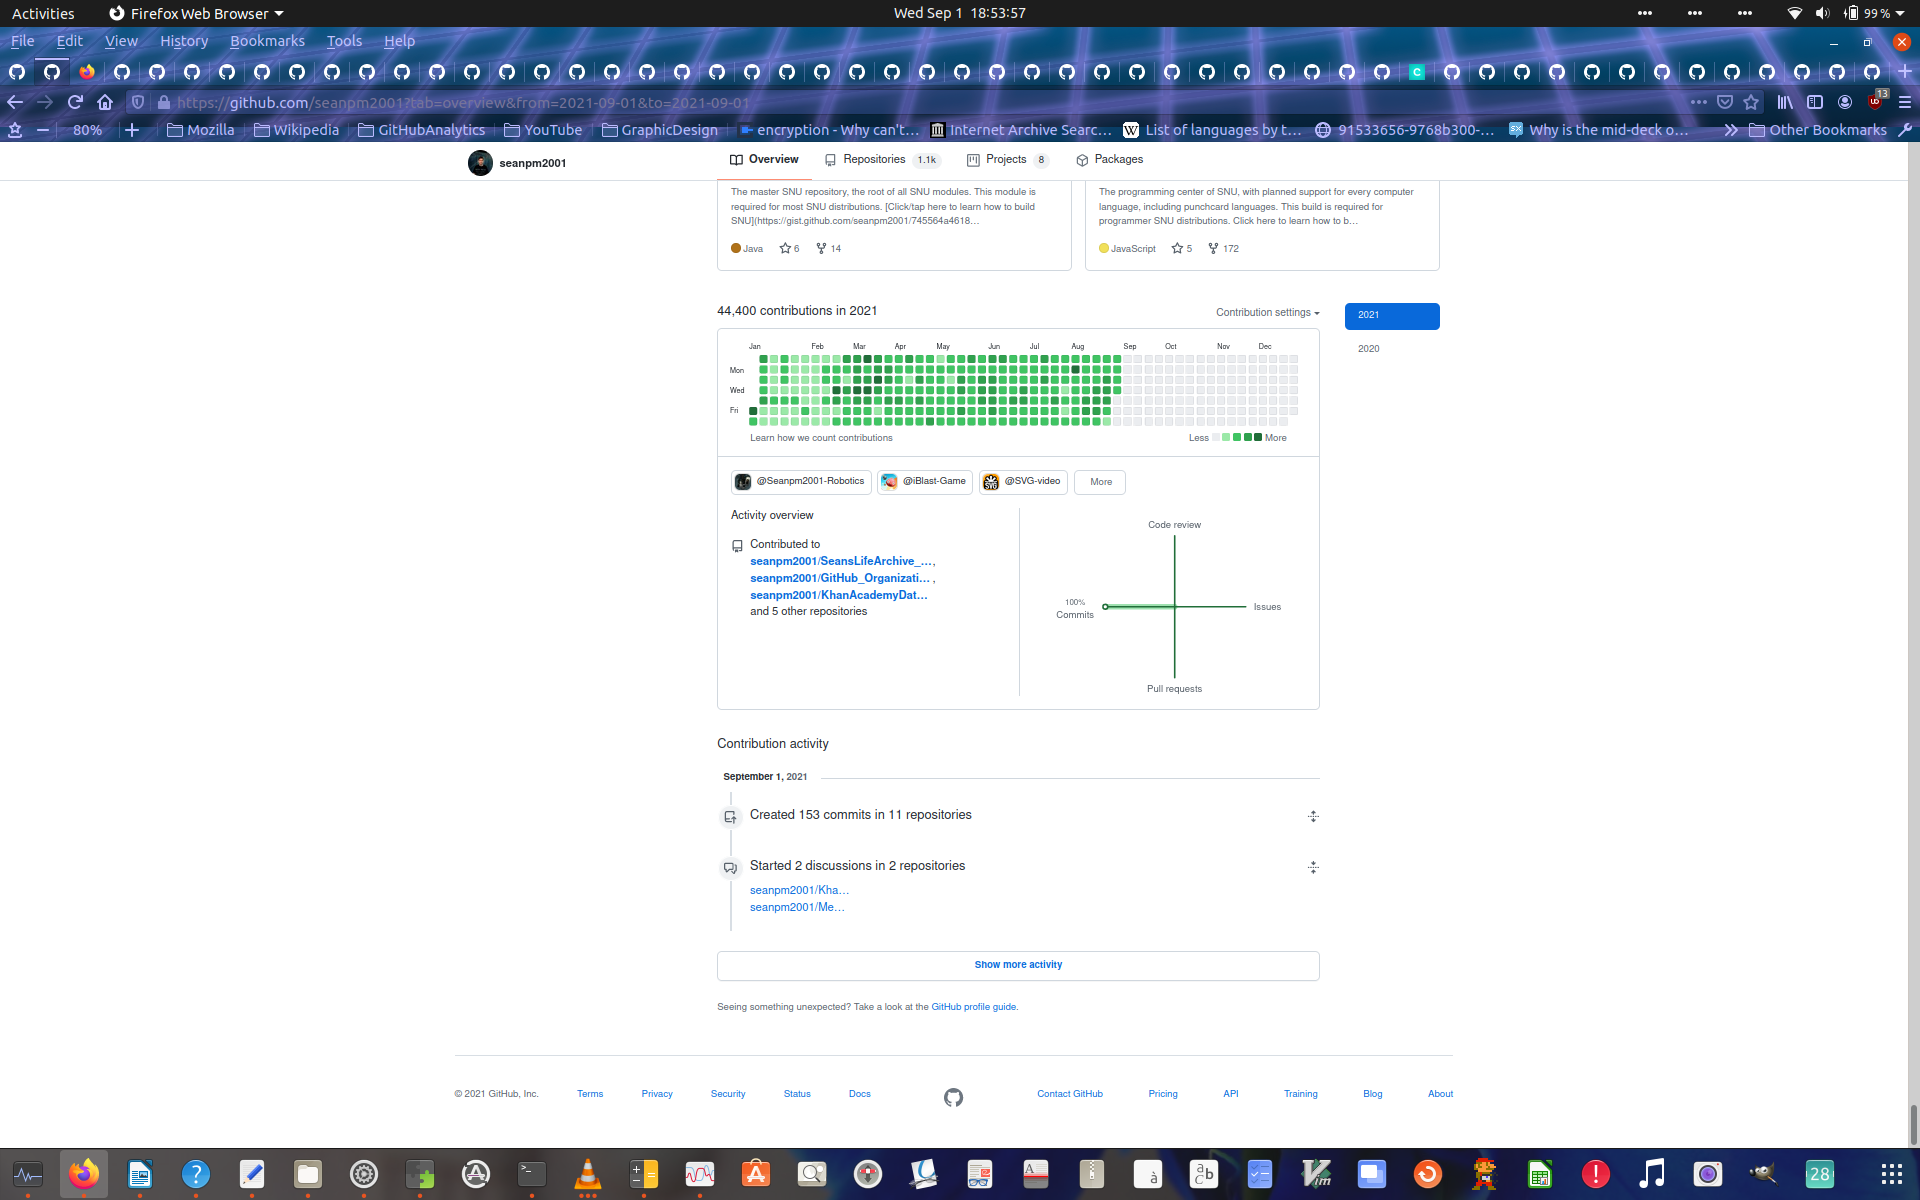 Activities
Firefox Web Browser
Wed Sep 1 18:53:57
99 %
File Edit View History Bookmarks Tools Help
https://github.com/seanpm2001?tab=overview&from=2021-09-01&to=2021-09-01
13
80%
Mozilla
Wikipedia
GitHubAnalytics
YouTube
GraphicDesign
encryption - Why can't…
Internet Archive Searc…
List of languages by t…
91533656-9768b300-…
Why is the mid-deck o…
Other Bookmarks
seanpm2001
Overview
Repositories 1.1k
Projects 8
Packages
The master SNU repository, the root of all SNU modules. This module is
required for most SNU distributions. [Click/tap here to learn how to build
SNU](https://gist.github.com/seanpm2001/745564a4618…
Java 6 14
The programming center of SNU, with planned support for every computer
language, including punchcard languages. This build is required for
programmer SNU distributions. Click here to learn how to b…
JavaScript 5 172
44,400 contributions in 2021
Contribution settings
2021
2020
Jan Feb Mar Apr May Jun Jul Aug Sep Oct Nov Dec
Mon
Wed
Fri
Learn how we count contributions
Less More
@Seanpm2001-Robotics
@iBlast-Game
@SVG-video
More
Activity overview
Contributed to
seanpm2001/SeansLifeArchive_…,
seanpm2001/GitHub_Organizati… ,
seanpm2001/KhanAcademyDat…
and 5 other repositories
Code review
100%
Commits
Issues
Pull requests
Contribution activity
September 1, 2021
Created 153 commits in 11 repositories
Started 2 discussions in 2 repositories
seanpm2001/Kha…
seanpm2001/Me…
Show more activity
Seeing something unexpected? Take a look at the GitHub profile guide.
© 2021 GitHub, Inc.
Terms
Privacy
Security
Status
Docs
Contact GitHub
Pricing
API
Training
Blog
About
28